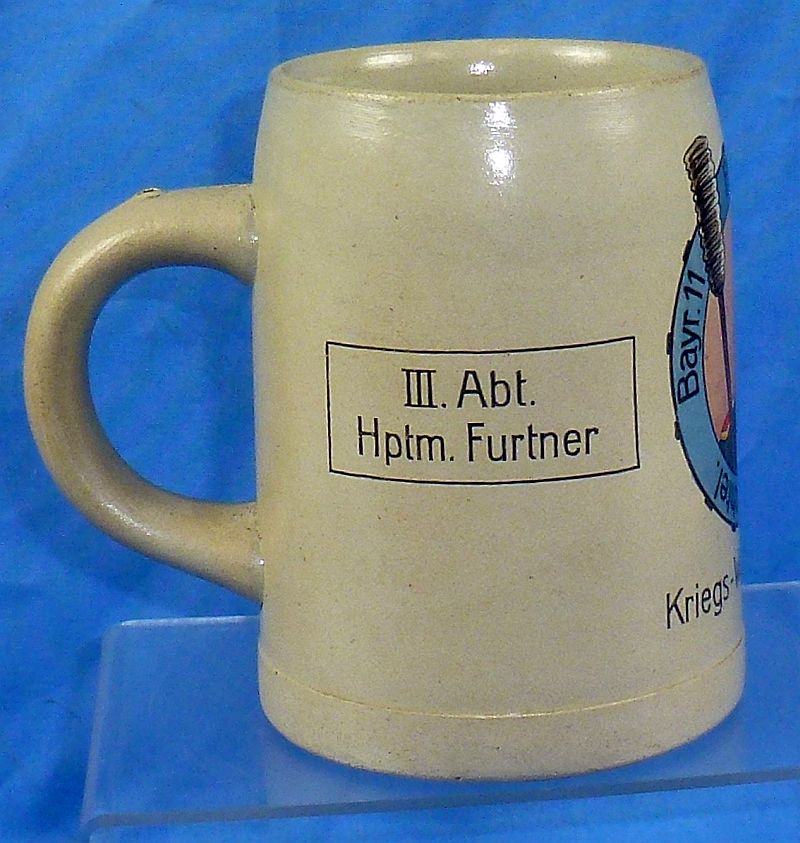 III. Abt.
Hptm. Furtner
Bayr. 11
Kriegs-